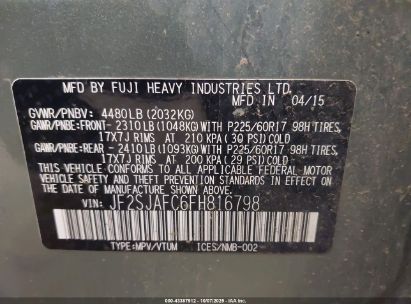 MFD BY FUJI HEAVY INDUSTRIES LTD.
MFD IN 04/15
GVWR/PNBV: 4480LB (2032KG)
GAWR/PNBE:FRONT- 2310LB (1048KG) WITH P225/60R17 98H TIRES,
17X7J RIMS AT 210 KPA (30 PSI) COLD
GAWR/PNBE:REAR - 2410LB (1093KG) WITH P225/60R17 98H TIRES,
17X7J RIMS AT 200 KPA (29 PSI) COLD
THIS VEHICLE CONFORMS TO ALL APPLICABLE FEDERAL MOTOR
VEHICLE SAFETY, BUMPER, AND THEFT PREVENTION STANDARDS
IN EFFECT ON THE DATE OF MANUFACTURE SHOWN ABOVE.
VIN: JF2SJAFC6FH816798
TYPE:MPV/VTUM ICES/NMB-002